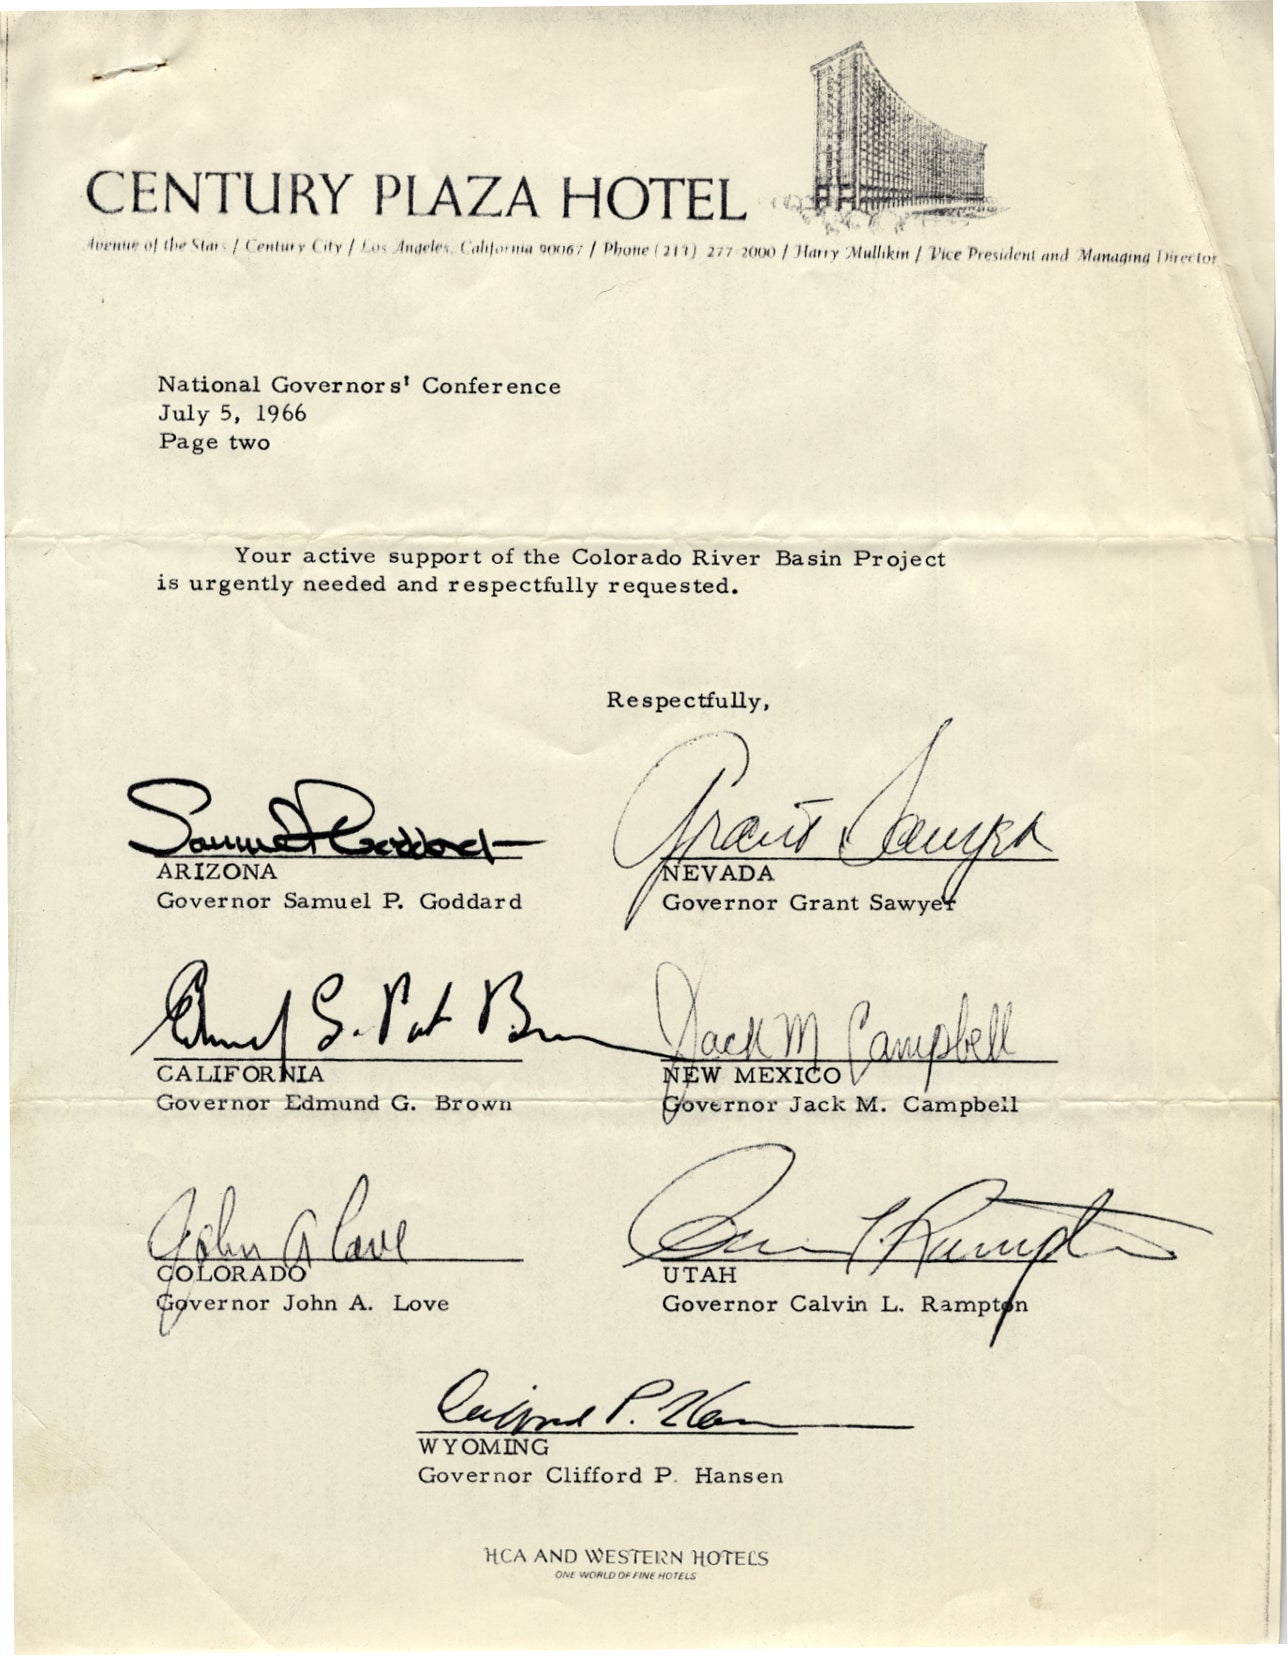 CENTURY PLAZA HOTEL
Avenue of the Stars / Century City / Los Angeles, California 90067 / Phone (213) 277-2000 / Harry Mullikin / Vice President and Managing Director
National Governors' Conference
July 5, 1966
Page two
Your active support of the Colorado River Basin Project
is urgently needed and respectfully requested.
Respectfully,
Samuel P Goddard
ARIZONA
Governor Samuel P. Goddard
Grant Sawyer
NEVADA
Governor Grant Sawyer
Edmund G. Pat Brown
CALIFORNIA
Governor Edmund G. Brown
Jack M Campbell
NEW MEXICO
Governor Jack M. Campbell
John A Love
COLORADO
Governor John A. Love
Calvin L. Rampton
UTAH
Governor Calvin L. Rampton
Clifford P. Hansen
WYOMING
Governor Clifford P. Hansen
HCA AND WESTERN HOTELS
ONE WORLD OF FINE HOTELS